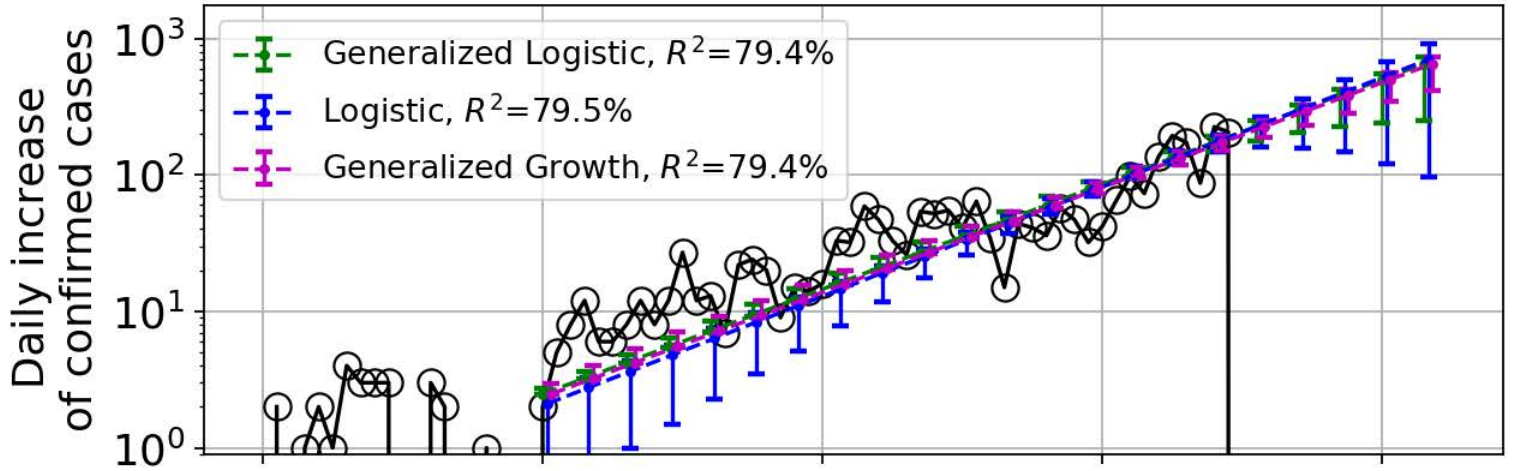 Daily increase
of confirmed cases
10³
10²
10¹
10⁰
Generalized Logistic, R²=79.4%
Logistic, R²=79.5%
Generalized Growth, R²=79.4%